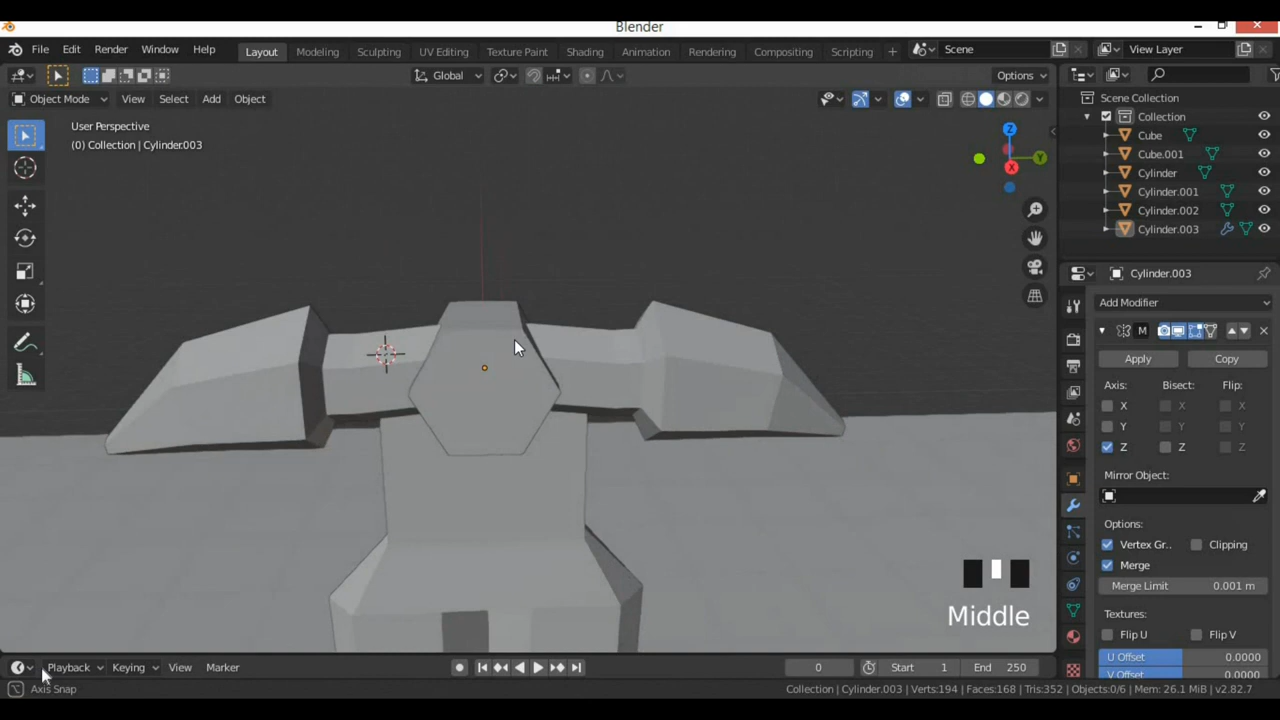 Blender
File Edit Render Window Help Layout Modeling Sculpting UV Editing Texture Paint Shading Animation Rendering Compositing Scripting + Scene View Layer
Global Options
Object Mode View Select Add Object
User Perspective
(0) Collection | Cylinder.003
Z
Y
X
Scene Collection
Collection
Cube
Cube.001
Cylinder
Cylinder.001
Cylinder.002
Cylinder.003
Cylinder.003
Add Modifier
M
Apply Copy
Axis: Bisect: Flip:
X X X
Y Y Y
Z Z Z
Mirror Object:
Options:
Vertex Gr.. Clipping
Merge
Merge Limit 0.001 m
Textures:
Flip U Flip V
U Offset 0.0000
V Offset 0.0000
Middle
Playback Keying View Marker 0 Start 1 End 250
Axis Snap Collection | Cylinder.003 | Verts:194 | Faces:168 | Tris:352 | Objects:0/6 | Mem: 26.1 MiB | v2.82.7